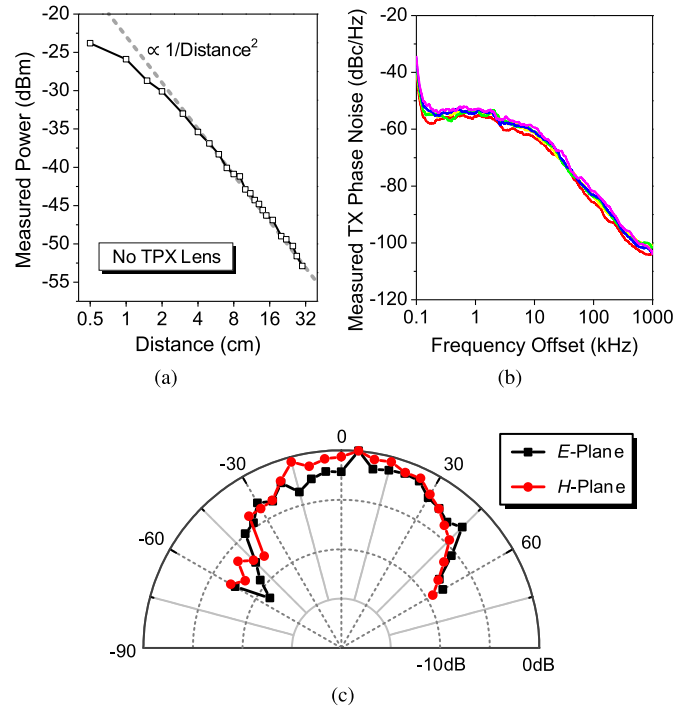 -20
-25
-30
-35
-40
-45
-50
-55
Measured Power (dBm)
∝ 1/Distance²
No TPX Lens
0.5 1 2 4 8 16 32
Distance (cm)
(a)
-20
-40
-60
-80
-100
-120
Measured TX Phase Noise (dBc/Hz)
0.1 1 10 100 1000
Frequency Offset (kHz)
(b)
0
-30 30
-60 60
-90 -10dB 0dB
E-Plane
H-Plane
(c)